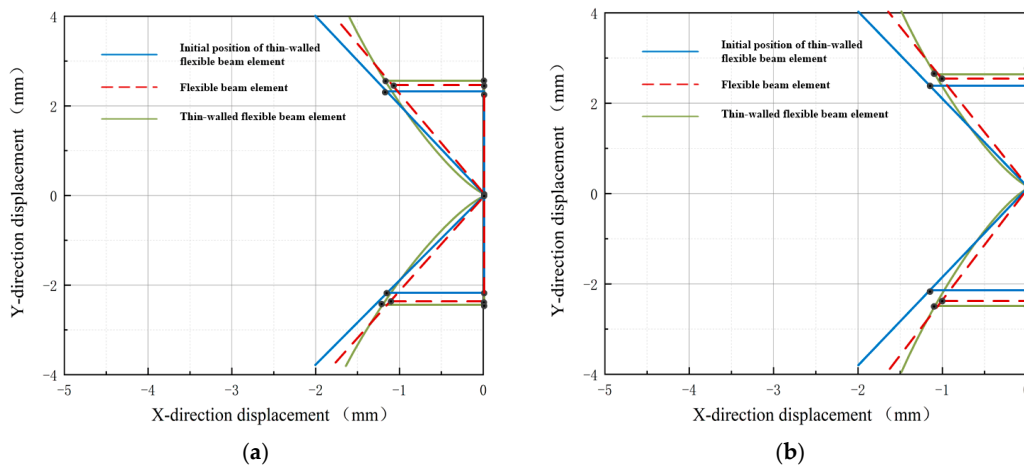 4
2
0
-2
-4
-5
-4
-3
-2
-1
0
Y-direction displacement （mm）
X-direction displacement （mm）
Initial position of thin-walled
flexible beam element
Flexible beam element
Thin-walled flexible beam element
(a)
4
2
0
-2
-4
-5
-4
-3
-2
-1
Y-direction displacement （mm）
X-direction displacement （mm）
Initial position of thin-walled
flexible beam element
Flexible beam element
Thin-walled flexible beam element
(b)